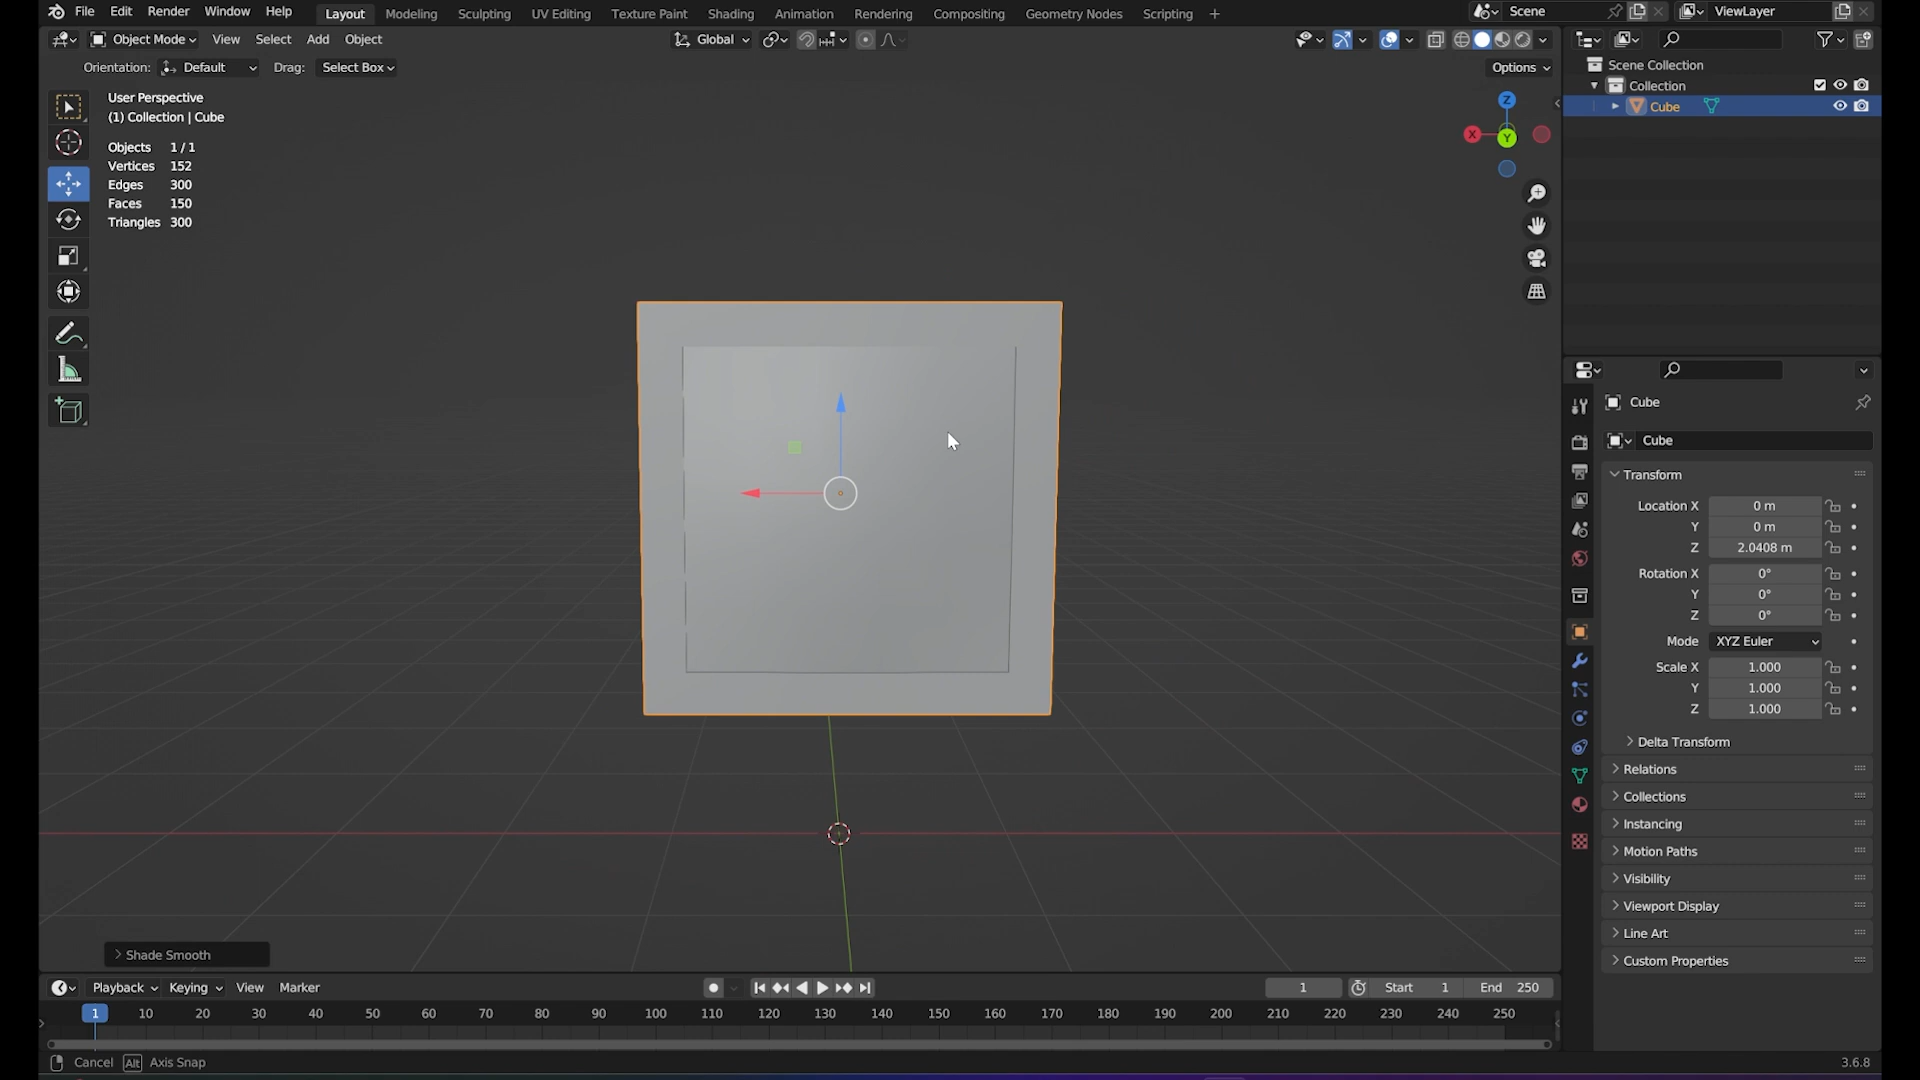 File Edit Render Window Help Layout Modeling Sculpting UV Editing Texture Paint Shading Animation Rendering Compositing Geometry Nodes Scripting + Scene ViewLayer
Object Mode View Select Add Object Global
Orientation: Default Drag: Select Box Options
User Perspective
(1) Collection | Cube
Objects 1 / 1
Vertices 152
Edges 300
Faces 150
Triangles 300
Z
X
Y
Scene Collection
Collection
Cube
Cube
Cube
Transform
Location X 0 m
Y 0 m
Z 2.0408 m
Rotation X 0°
Y 0°
Z 0°
Mode XYZ Euler
Scale X 1.000
Y 1.000
Z 1.000
Delta Transform
Relations
Collections
Instancing
Motion Paths
Visibility
Viewport Display
Line Art
Custom Properties
Shade Smooth
Playback Keying View Marker 1 Start 1 End 250
1 10 20 30 40 50 60 70 80 90 100 110 120 130 140 150 160 170 180 190 200 210 220 230 240 250
Cancel Alt Axis Snap 3.6.8